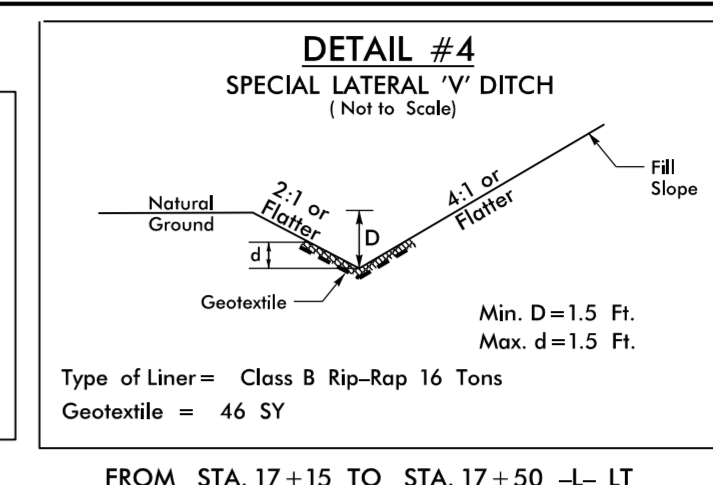 DETAIL #4
SPECIAL LATERAL 'V' DITCH
( Not to Scale)
Natural
Ground
2:1 or
Flatter
D
d
4:1 or
Flatter
Fill
Slope
Geotextile
Min. D=1.5 Ft.
Max. d=1.5 Ft.
Type of Liner= Class B Rip-Rap 16 Tons
Geotextile = 46 SY
FROM STA. 17+15 TO STA. 17+50 -L- LT